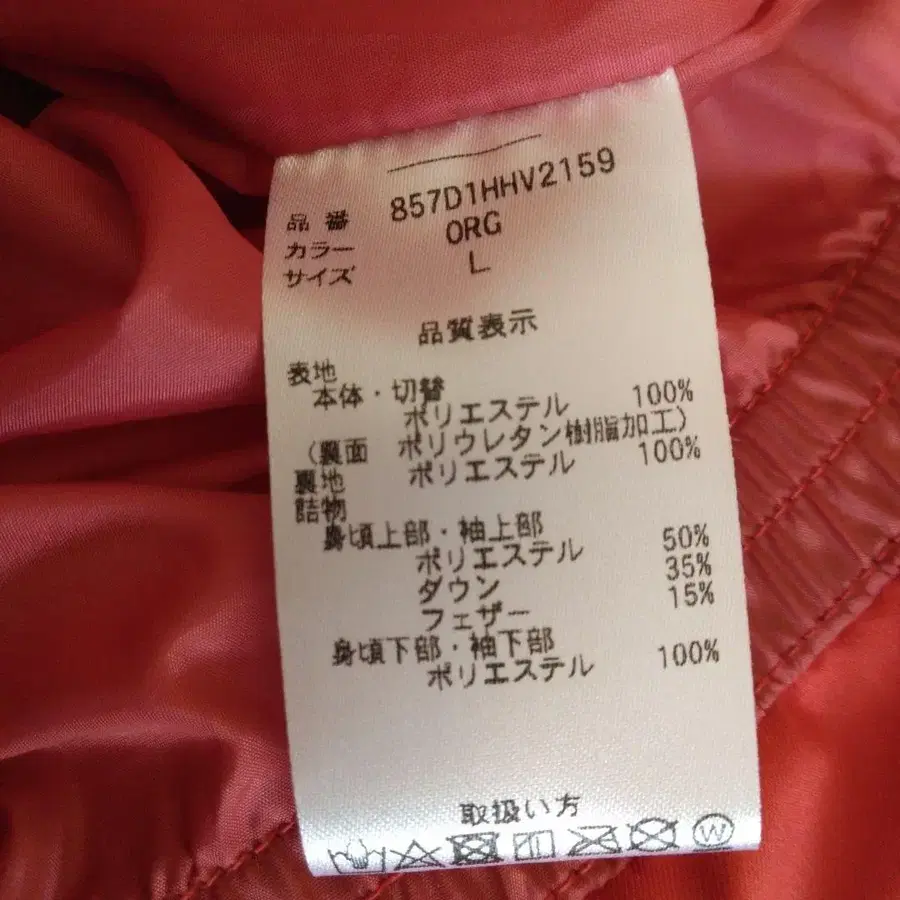 品番 857D1HHV2159
カラー ORG
サイズ L
品質表示
表地
本体・切替
ポリエステル 100%
(裏面 ポリウレタン樹脂加工)
裏地 ポリエステル 100%
詰物
身頃上部・袖上部
ポリエステル 50%
ダウン 35%
フェザー 15%
身頃下部・袖下部
ポリエステル 100%
取扱い方
W